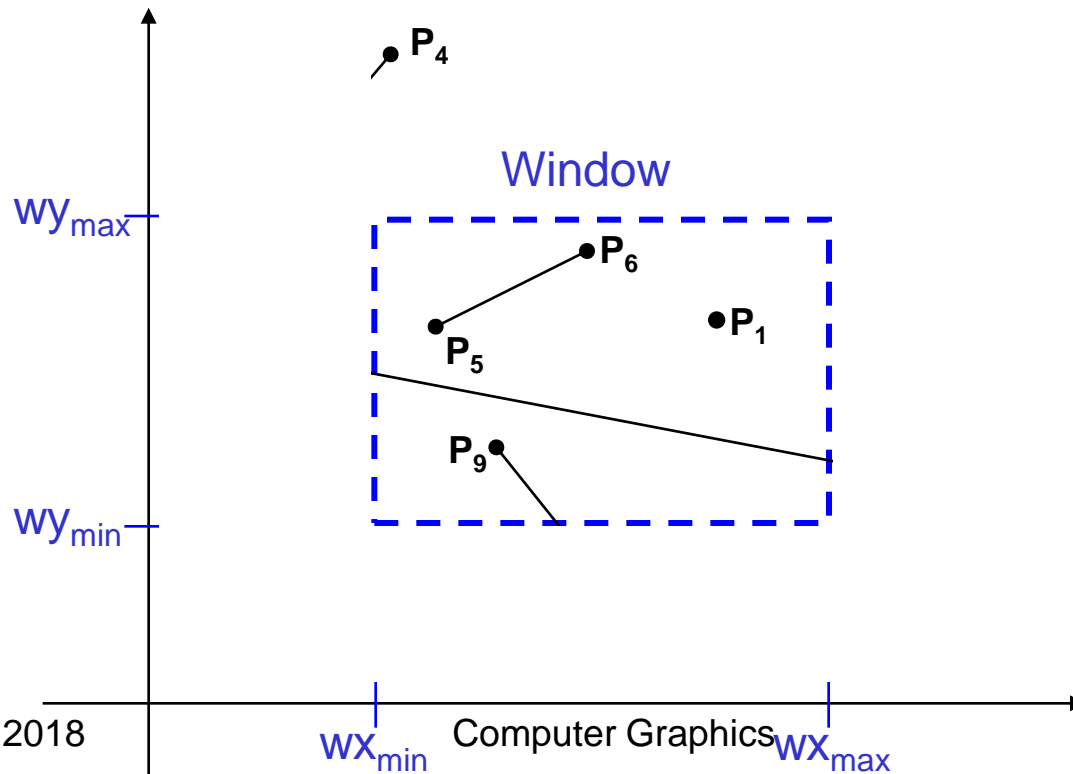 P4
Window
wymax
P6
P1
P5
P9
wymin
2018
Computer Graphics
wxmin
wxmax